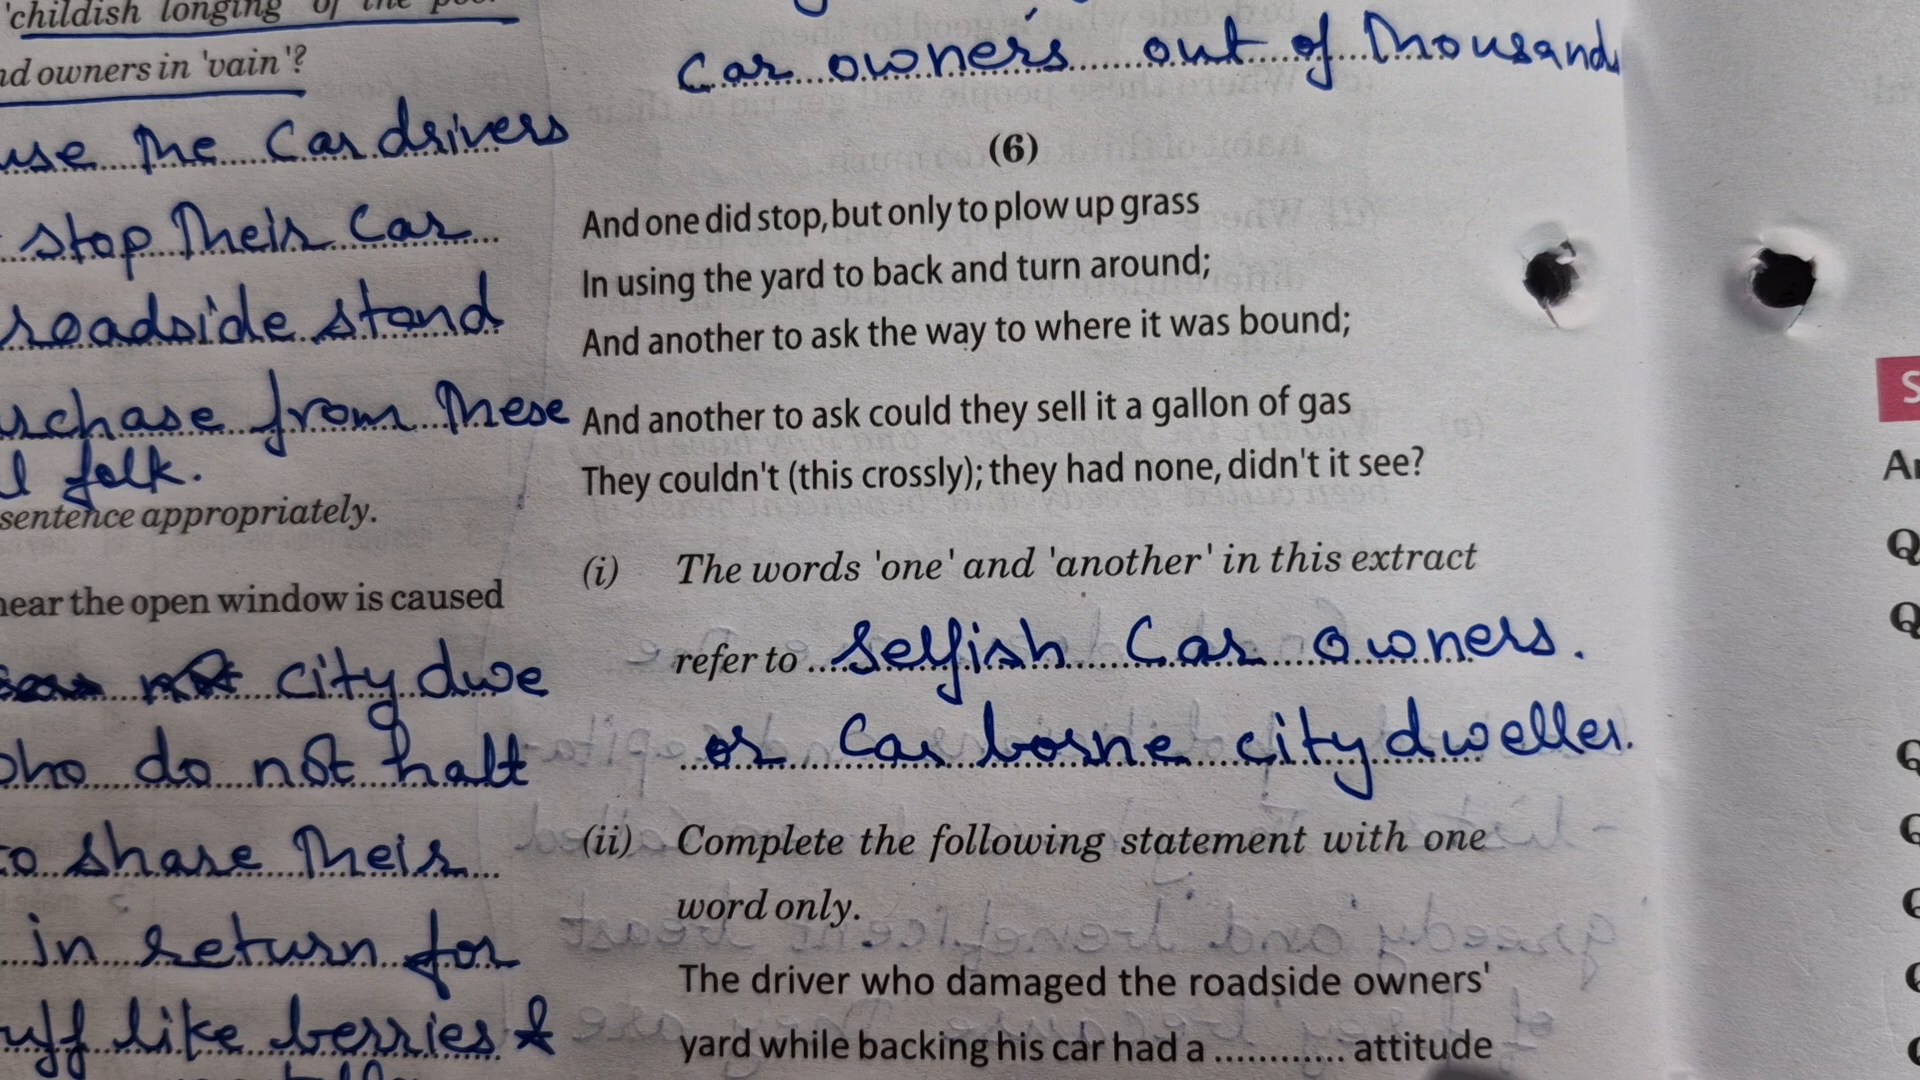 'childish longing of the
nd owners in 'vain'?
use the Car drivers
stop their Car
roadside stand
rchase from these
l folk.
sentence appropriately.
near the open window is caused
city dwe
who do not halt
to share their
in return for
uff like berries &
car owners out of thousands
(6)
And one did stop, but only to plow up grass
In using the yard to back and turn around;
And another to ask the way to where it was bound;
And another to ask could they sell it a gallon of gas
They couldn't (this crossly); they had none, didn't it see?
(i) The words 'one' and 'another' in this extract
refer to selfish Car owners.
or Car borne city dweller.
(ii) Complete the following statement with one
word only.
The driver who damaged the roadside owners'
yard while backing his car had a ............ attitude
S
Q
Q